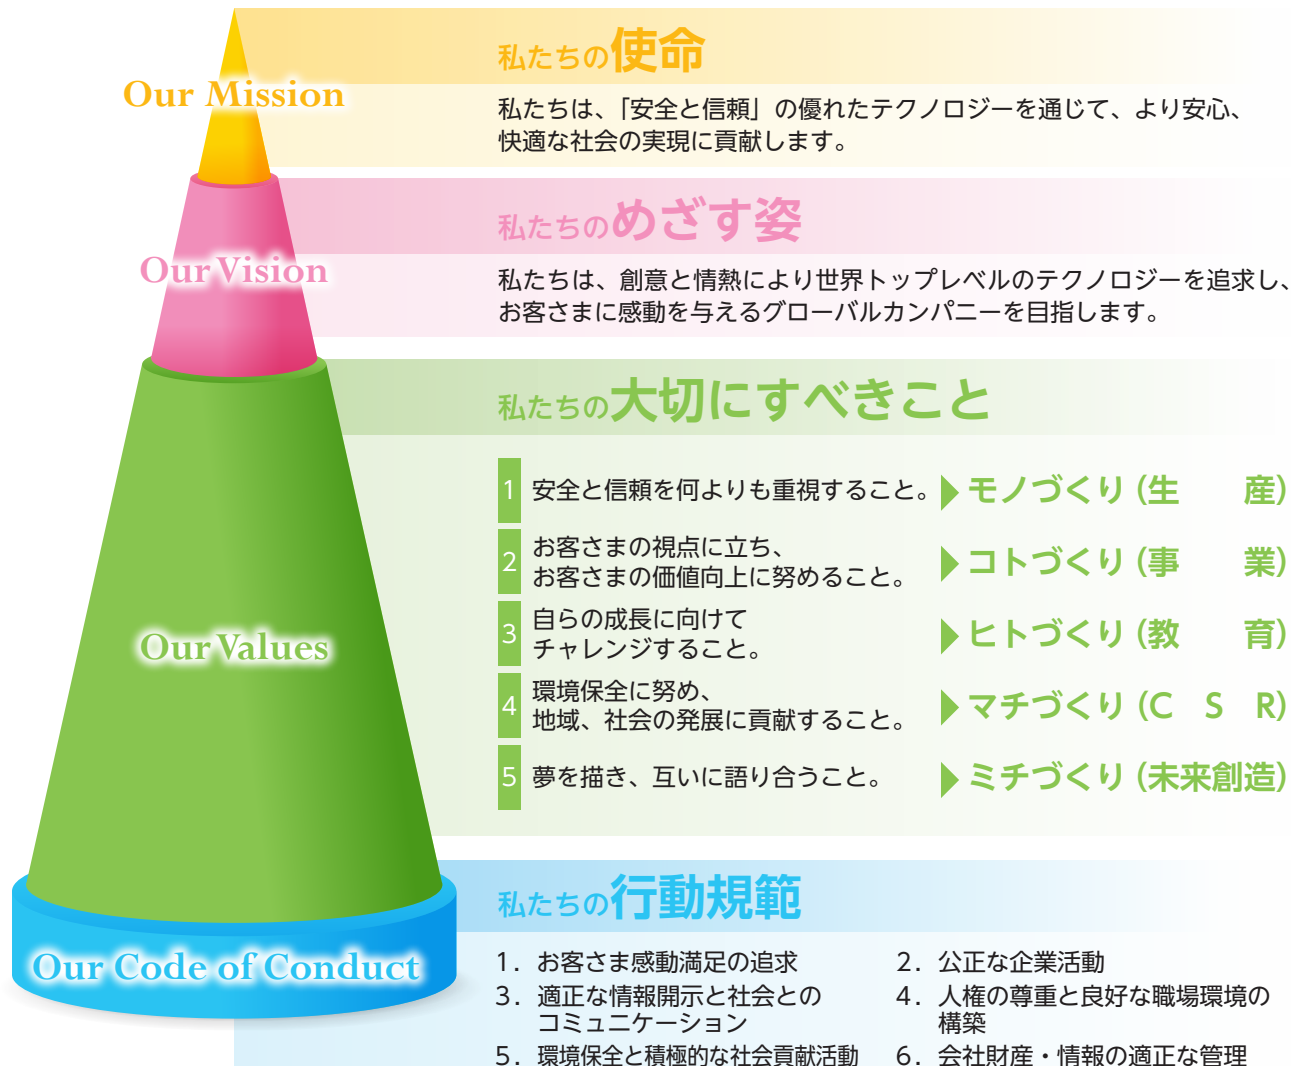 Our Mission
私たちの使命
私たちは、「安全と信頼」の優れたテクノロジーを通じて、より安心、
快適な社会の実現に貢献します。
Our Vision
私たちのめざす姿
私たちは、創意と情熱により世界トップレベルのテクノロジーを追求し、
お客さまに感動を与えるグローバルカンパニーを目指します。
Our Values
私たちの大切にすべきこと
1 安全と信頼を何よりも重視すること。 モノづくり(生　産)
2 お客さまの視点に立ち、
お客さまの価値向上に努めること。 コトづくり(事　業)
3 自らの成長に向けて
チャレンジすること。 ヒトづくり(教　育)
4 環境保全に努め、
地域、社会の発展に貢献すること。 マチづくり(C S R)
5 夢を描き、互いに語り合うこと。 ミチづくり(未来創造)
Our Code of Conduct
私たちの行動規範
1. お客さま感動満足の追求
2. 公正な企業活動
3. 適正な情報開示と社会との
コミュニケーション
4. 人権の尊重と良好な職場環境の
構築
5. 環境保全と積極的な社会貢献活動
6. 会社財産・情報の適正な管理